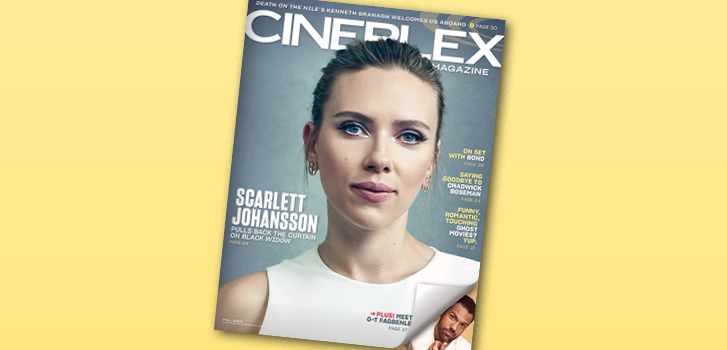 DEATH ON THE NILE'S KENNETH BRANAGH WELCOMES US ABOARD PAGE 30
CINEPLEX
MAGAZINE
ON SET
WITH BOND
SAYING
GOODBYE TO
CHADWICK
BOSEMAN
FUNNY,
ROMANTIC,
TOUCHING
GHOST
MOVIES?
YUP.
SCARLETT
JOHANSSON
PULLS BACK THE CURTAIN
ON BLACK WIDOW
PLUS! MEET
O-T FAGBENLE